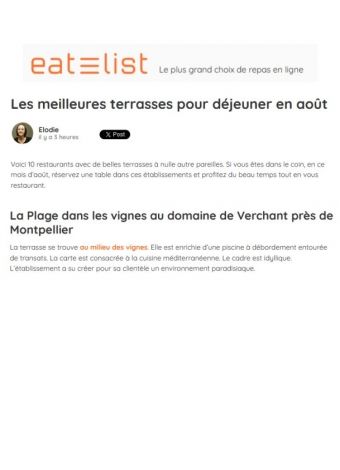 eat≡list Le plus grand choix de repas en ligne
Les meilleures terrasses pour déjeuner en août
Elodie
il y a 3 heures
X Post
Voici 10 restaurants avec de belles terrasses à nulle autre pareilles. Si vous êtes dans le coin, en ce
mois d'août, réservez une table dans ces établissements et profitez du beau temps tout en vous
restaurant.
La Plage dans les vignes au domaine de Verchant près de
Montpellier
La terrasse se trouve au milieu des vignes. Elle est enrichie d'une piscine à débordement entourée
de transats. La carte est consacrée à la cuisine méditerranéenne. Le cadre est idyllique.
L'établissement a su créer pour sa clientèle un environnement paradisiaque.